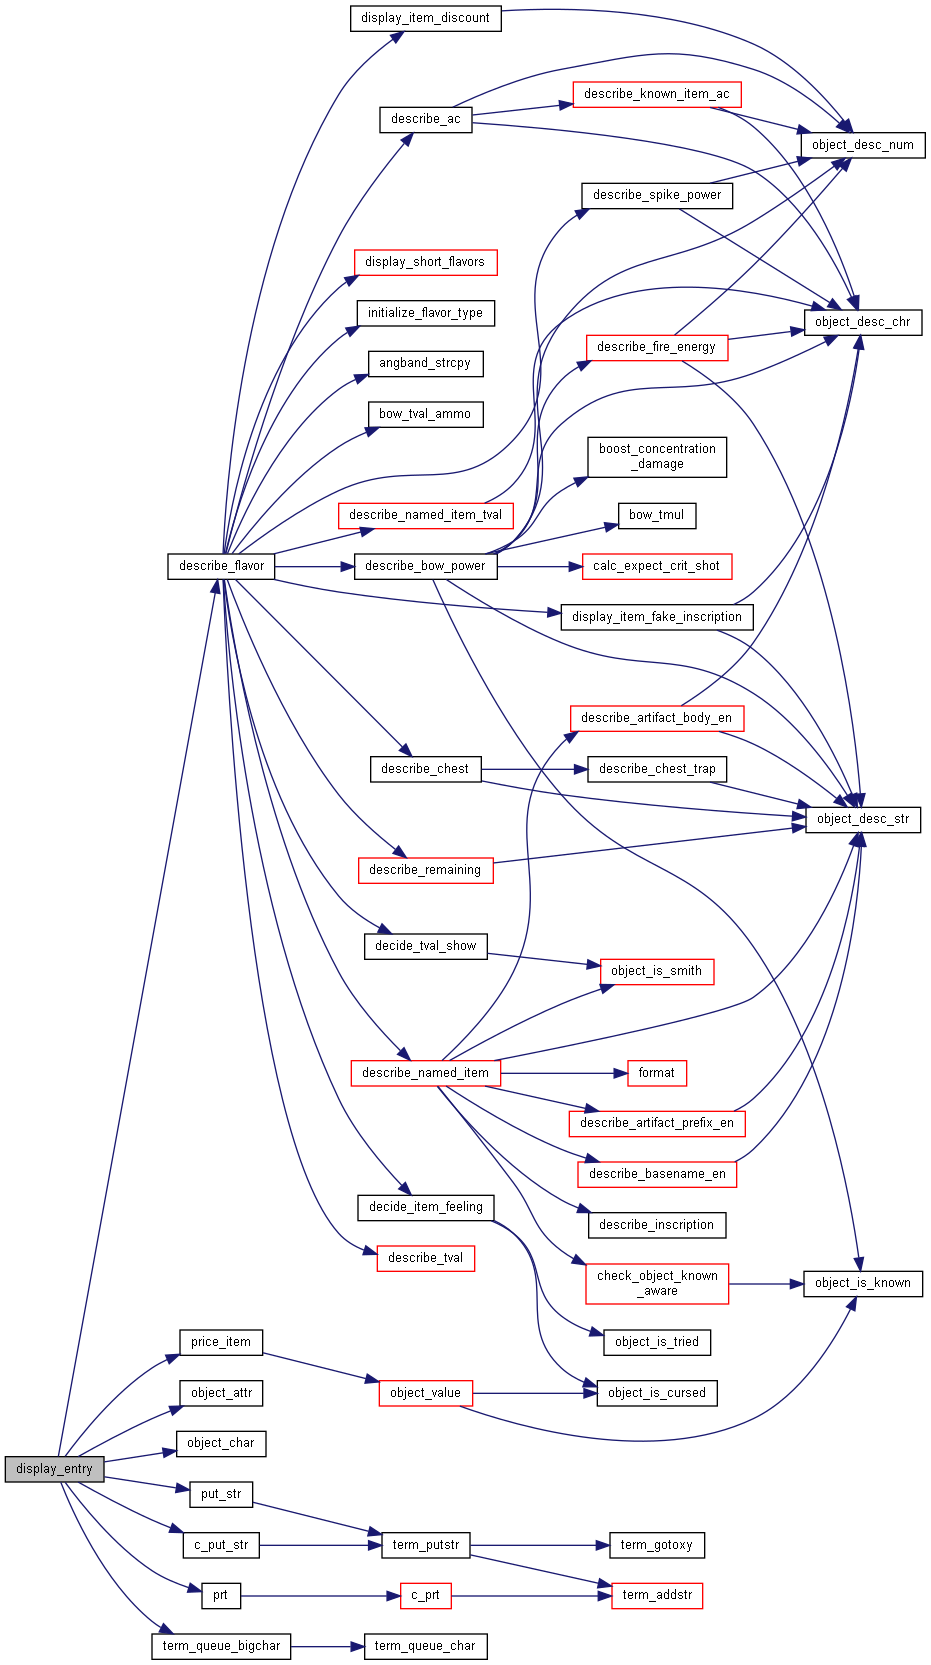 display_item_discount
describe_known_item_ac
describe_ac
object_desc_num
describe_spike_power
display_short_flavors
initialize_flavor_type
object_desc_chr
describe_fire_energy
angband_strcpy
bow_tval_ammo
boost_concentration
_damage
describe_named_item_tval
bow_tmul
describe_flavor
describe_bow_power
calc_expect_crit_shot
display_item_fake_inscription
describe_artifact_body_en
describe_chest
describe_chest_trap
object_desc_str
describe_remaining
decide_tval_show
object_is_smith
describe_named_item
format
describe_artifact_prefix_en
describe_basename_en
decide_item_feeling
describe_inscription
describe_tval
check_object_known
_aware
object_is_known
price_item
object_is_tried
object_attr
object_value
object_is_cursed
object_char
display_entry
put_str
c_put_str
term_putstr
term_gotoxy
prt
c_prt
term_addstr
term_queue_bigchar
term_queue_char